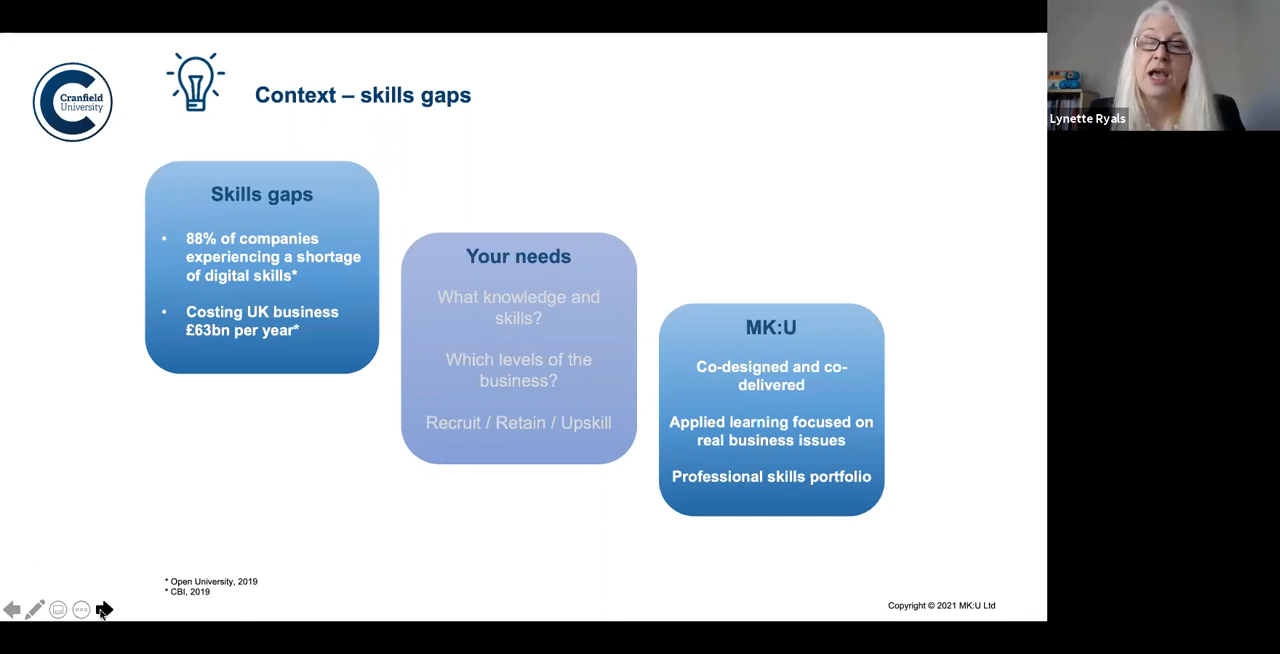 Cranfield
University
Context – skills gaps
Lynette Ryals
Skills gaps
• 88% of companies
experiencing a shortage
of digital skills*
• Costing UK business
£63bn per year*
Your needs
What knowledge and
skills?
Which levels of the
business?
Recruit / Retain / Upskill
MK:U
Co-designed and co-
delivered
Applied learning focused on
real business issues
Professional skills portfolio
* Open University, 2019
* CBI, 2019
Copyright © 2021 MK:U Ltd